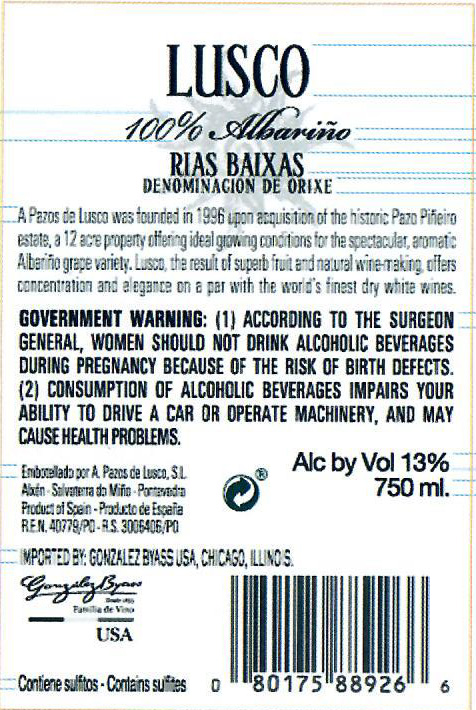 LUSCO
100% Albariño
RIAS BAIXAS
DENOMINACIÓN DE ORIXE
A Pazos de Lusco was founded in 1996 upon acquisition of the historic Pazo Piñeiro
estate, a 12 acre property offering ideal growing conditions for the spectacular, aromatic
Albariño grape variety. Lusco, the result of superb fruit and natural wine-making, offers
concentration and elegance on a par with the world's finest dry white wines.
GOVERNMENT WARNING: (1) ACCORDING TO THE SURGEON
GENERAL, WOMEN SHOULD NOT DRINK ALCOHOLIC BEVERAGES
DURING PREGNANCY BECAUSE OF THE RISK OF BIRTH DEFECTS.
(2) CONSUMPTION OF ALCOHOLIC BEVERAGES IMPAIRS YOUR
ABILITY TO DRIVE A CAR OR OPERATE MACHINERY, AND MAY
CAUSE HEALTH PROBLEMS.
Embotellado por A. Pazos de Lusco, S.L.
Alxén - Salvaterra do Miño - Pontevedra
Product of Spain - Producto de España
R.E.N. 40779/PO - R.S. 3006406/PO
®
Alc by Vol 13%
750 ml.
IMPORTED BY: GONZALEZ BYASS USA, CHICAGO, ILLINOIS.
González Byass
Desde 1835
Familia de Vino
USA
Contiene sulfitos - Contains sulfites
0 80175 88926 6